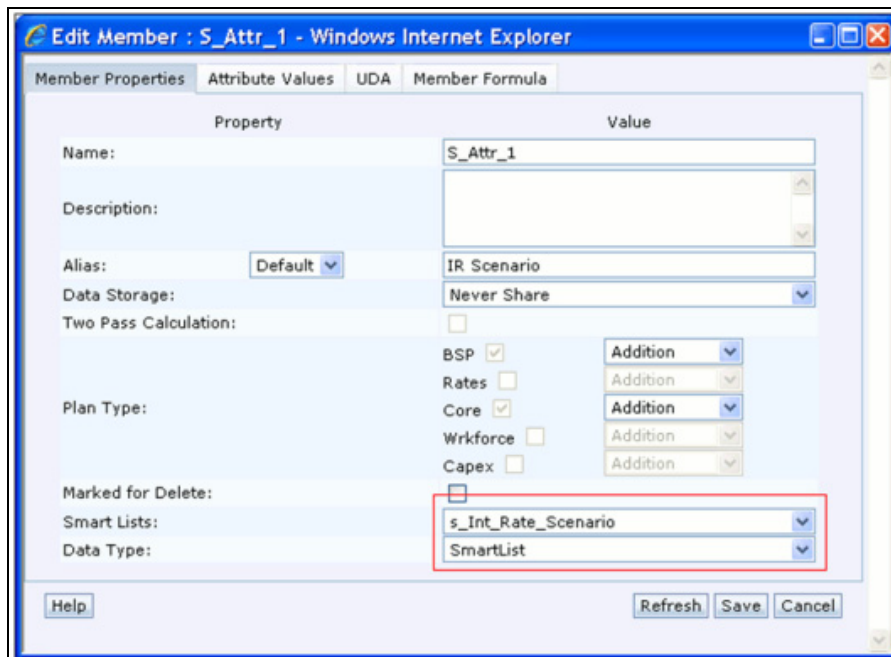 Edit Member : S_Attr_1 - Windows Internet Explorer
Member Properties Attribute Values UDA Member Formula
Property Value
Name: S_Attr_1
Description:
Alias: Default IR Scenario
Data Storage: Never Share
Two Pass Calculation:
BSP Addition
Rates Addition
Plan Type: Core Addition
Wrkforce Addition
Capex Addition
Marked for Delete:
Smart Lists: s_Int_Rate_Scenario
Data Type: SmartList
Help Refresh Save Cancel